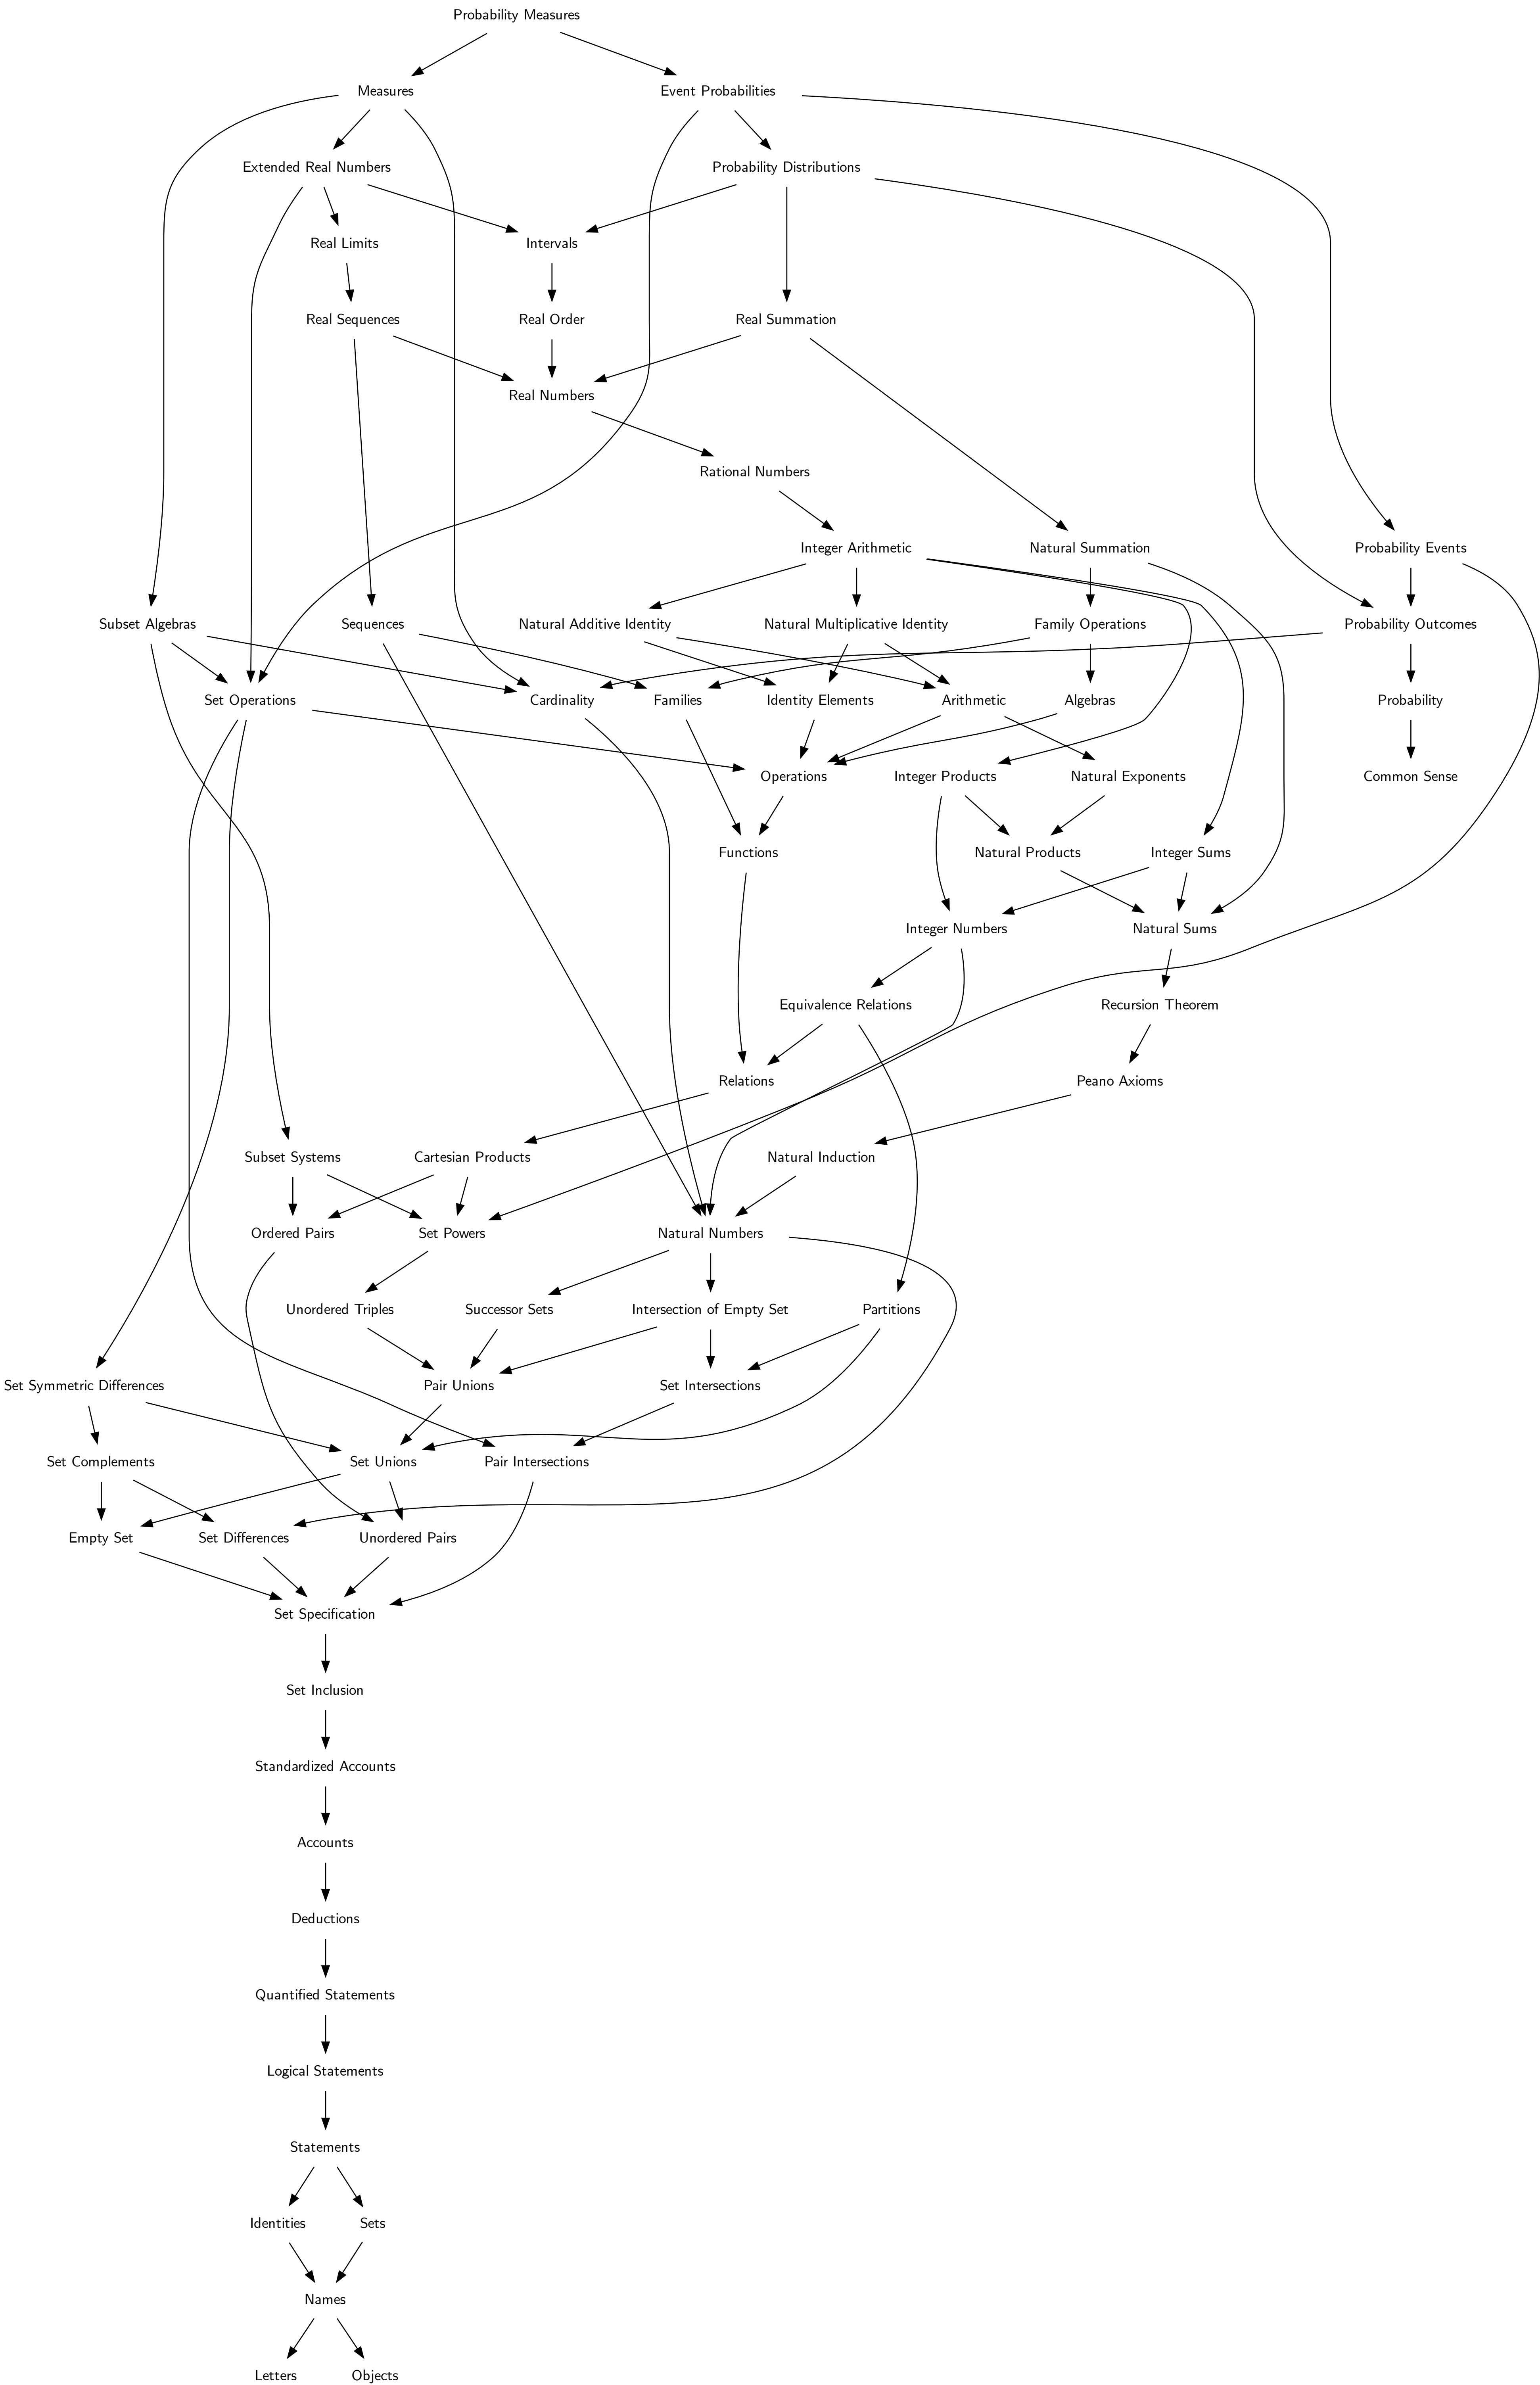 Probability Measures
Measures
Event Probabilities
Extended Real Numbers
Probability Distributions
Real Limits
Intervals
Real Sequences
Real Order
Real Summation
Real Numbers
Rational Numbers
Integer Arithmetic
Natural Summation
Probability Events
Subset Algebras
Sequences
Natural Additive Identity
Natural Multiplicative Identity
Family Operations
Probability Outcomes
Set Operations
Cardinality
Families
Identity Elements
Arithmetic
Algebras
Probability
Operations
Integer Products
Natural Exponents
Common Sense
Functions
Natural Products
Integer Sums
Integer Numbers
Natural Sums
Equivalence Relations
Recursion Theorem
Relations
Peano Axioms
Subset Systems
Cartesian Products
Natural Induction
Ordered Pairs
Set Powers
Natural Numbers
Unordered Triples
Successor Sets
Intersection of Empty Set
Partitions
Set Symmetric Differences
Pair Unions
Set Intersections
Set Complements
Set Unions
Pair Intersections
Empty Set
Set Differences
Unordered Pairs
Set Specification
Set Inclusion
Standardized Accounts
Accounts
Deductions
Quantified Statements
Logical Statements
Statements
Identities
Sets
Names
Letters
Objects